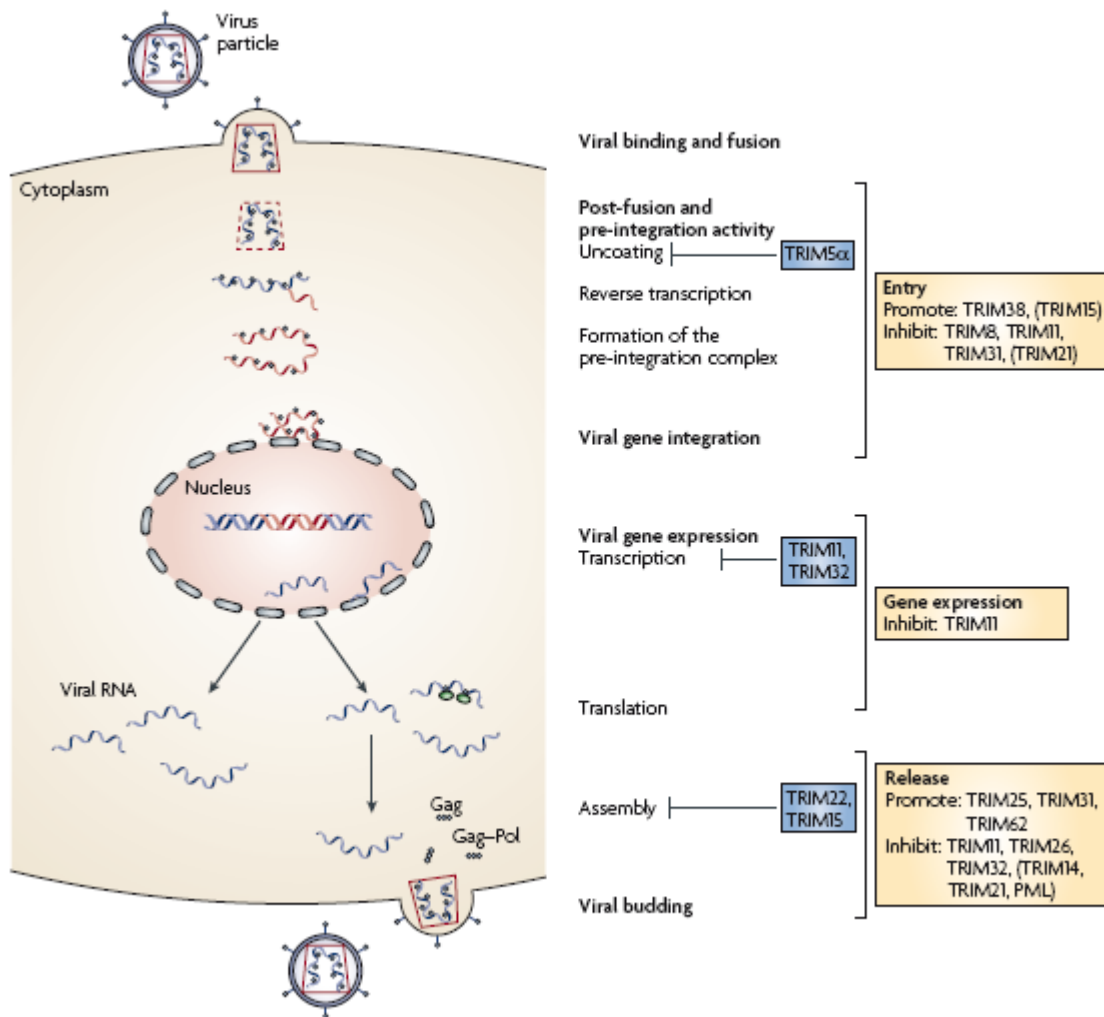 Virus
particle
Cytoplasm
Nucleus
Viral RNA
Gag
Gag–Pol
Viral binding and fusion
Post-fusion and
pre-integration activity
Uncoating
TRIM5α
Reverse transcription
Formation of the
pre-integration complex
Viral gene integration
Entry
Promote: TRIM38, (TRIM15)
Inhibit: TRIM8, TRIM11,
TRIM31, (TRIM21)
Viral gene expression
Transcription
TRIM11,
TRIM32
Translation
Gene expression
Inhibit: TRIM11
Assembly
TRIM22,
TRIM15
Viral budding
Release
Promote: TRIM25, TRIM31,
TRIM62
Inhibit: TRIM11, TRIM26,
TRIM32, (TRIM14,
TRIM21, PML)